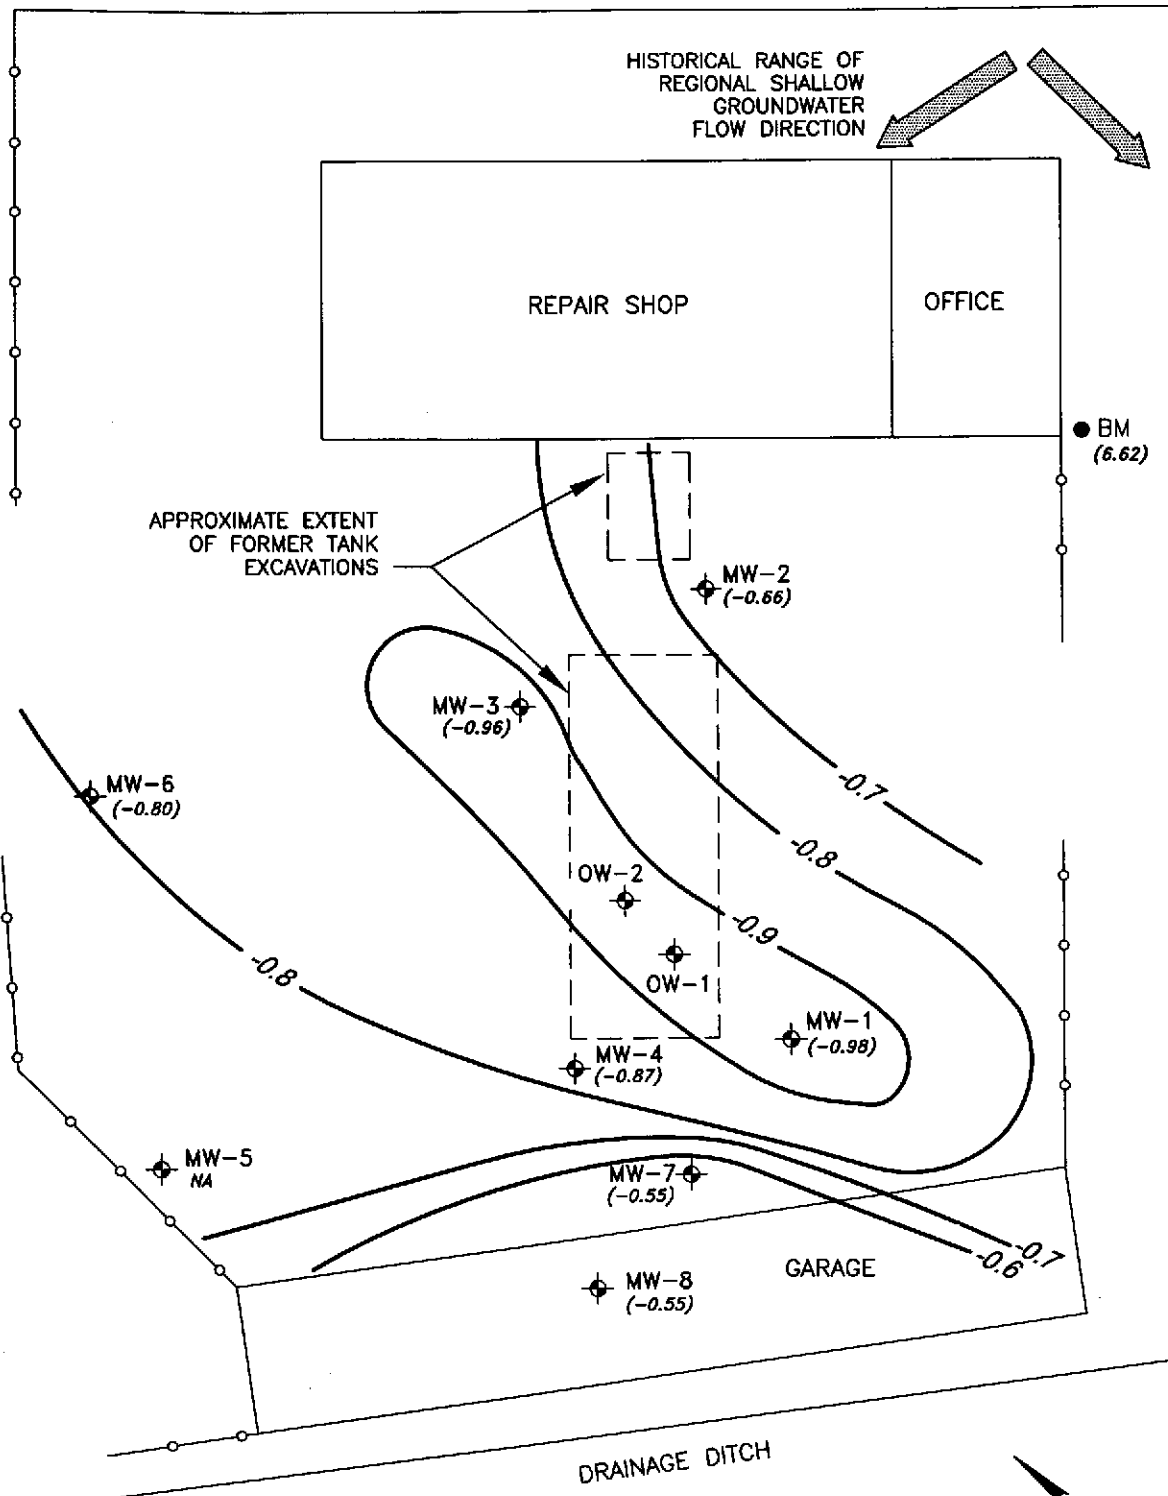 HISTORICAL RANGE OF
REGIONAL SHALLOW
GROUNDWATER
FLOW DIRECTION
REPAIR SHOP
OFFICE
BM
(6.62)
APPROXIMATE EXTENT
OF FORMER TANK
EXCAVATIONS
MW-2
(-0.66)
MW-3
(-0.96)
MW-6
(-0.80)
-0.7
-0.8
OW-2
-0.9
-0.8
OW-1
MW-1
(-0.98)
MW-4
(-0.87)
MW-5
NA
MW-7
(-0.55)
-0.7
-0.6
GARAGE
MW-8
(-0.55)
DRAINAGE DITCH